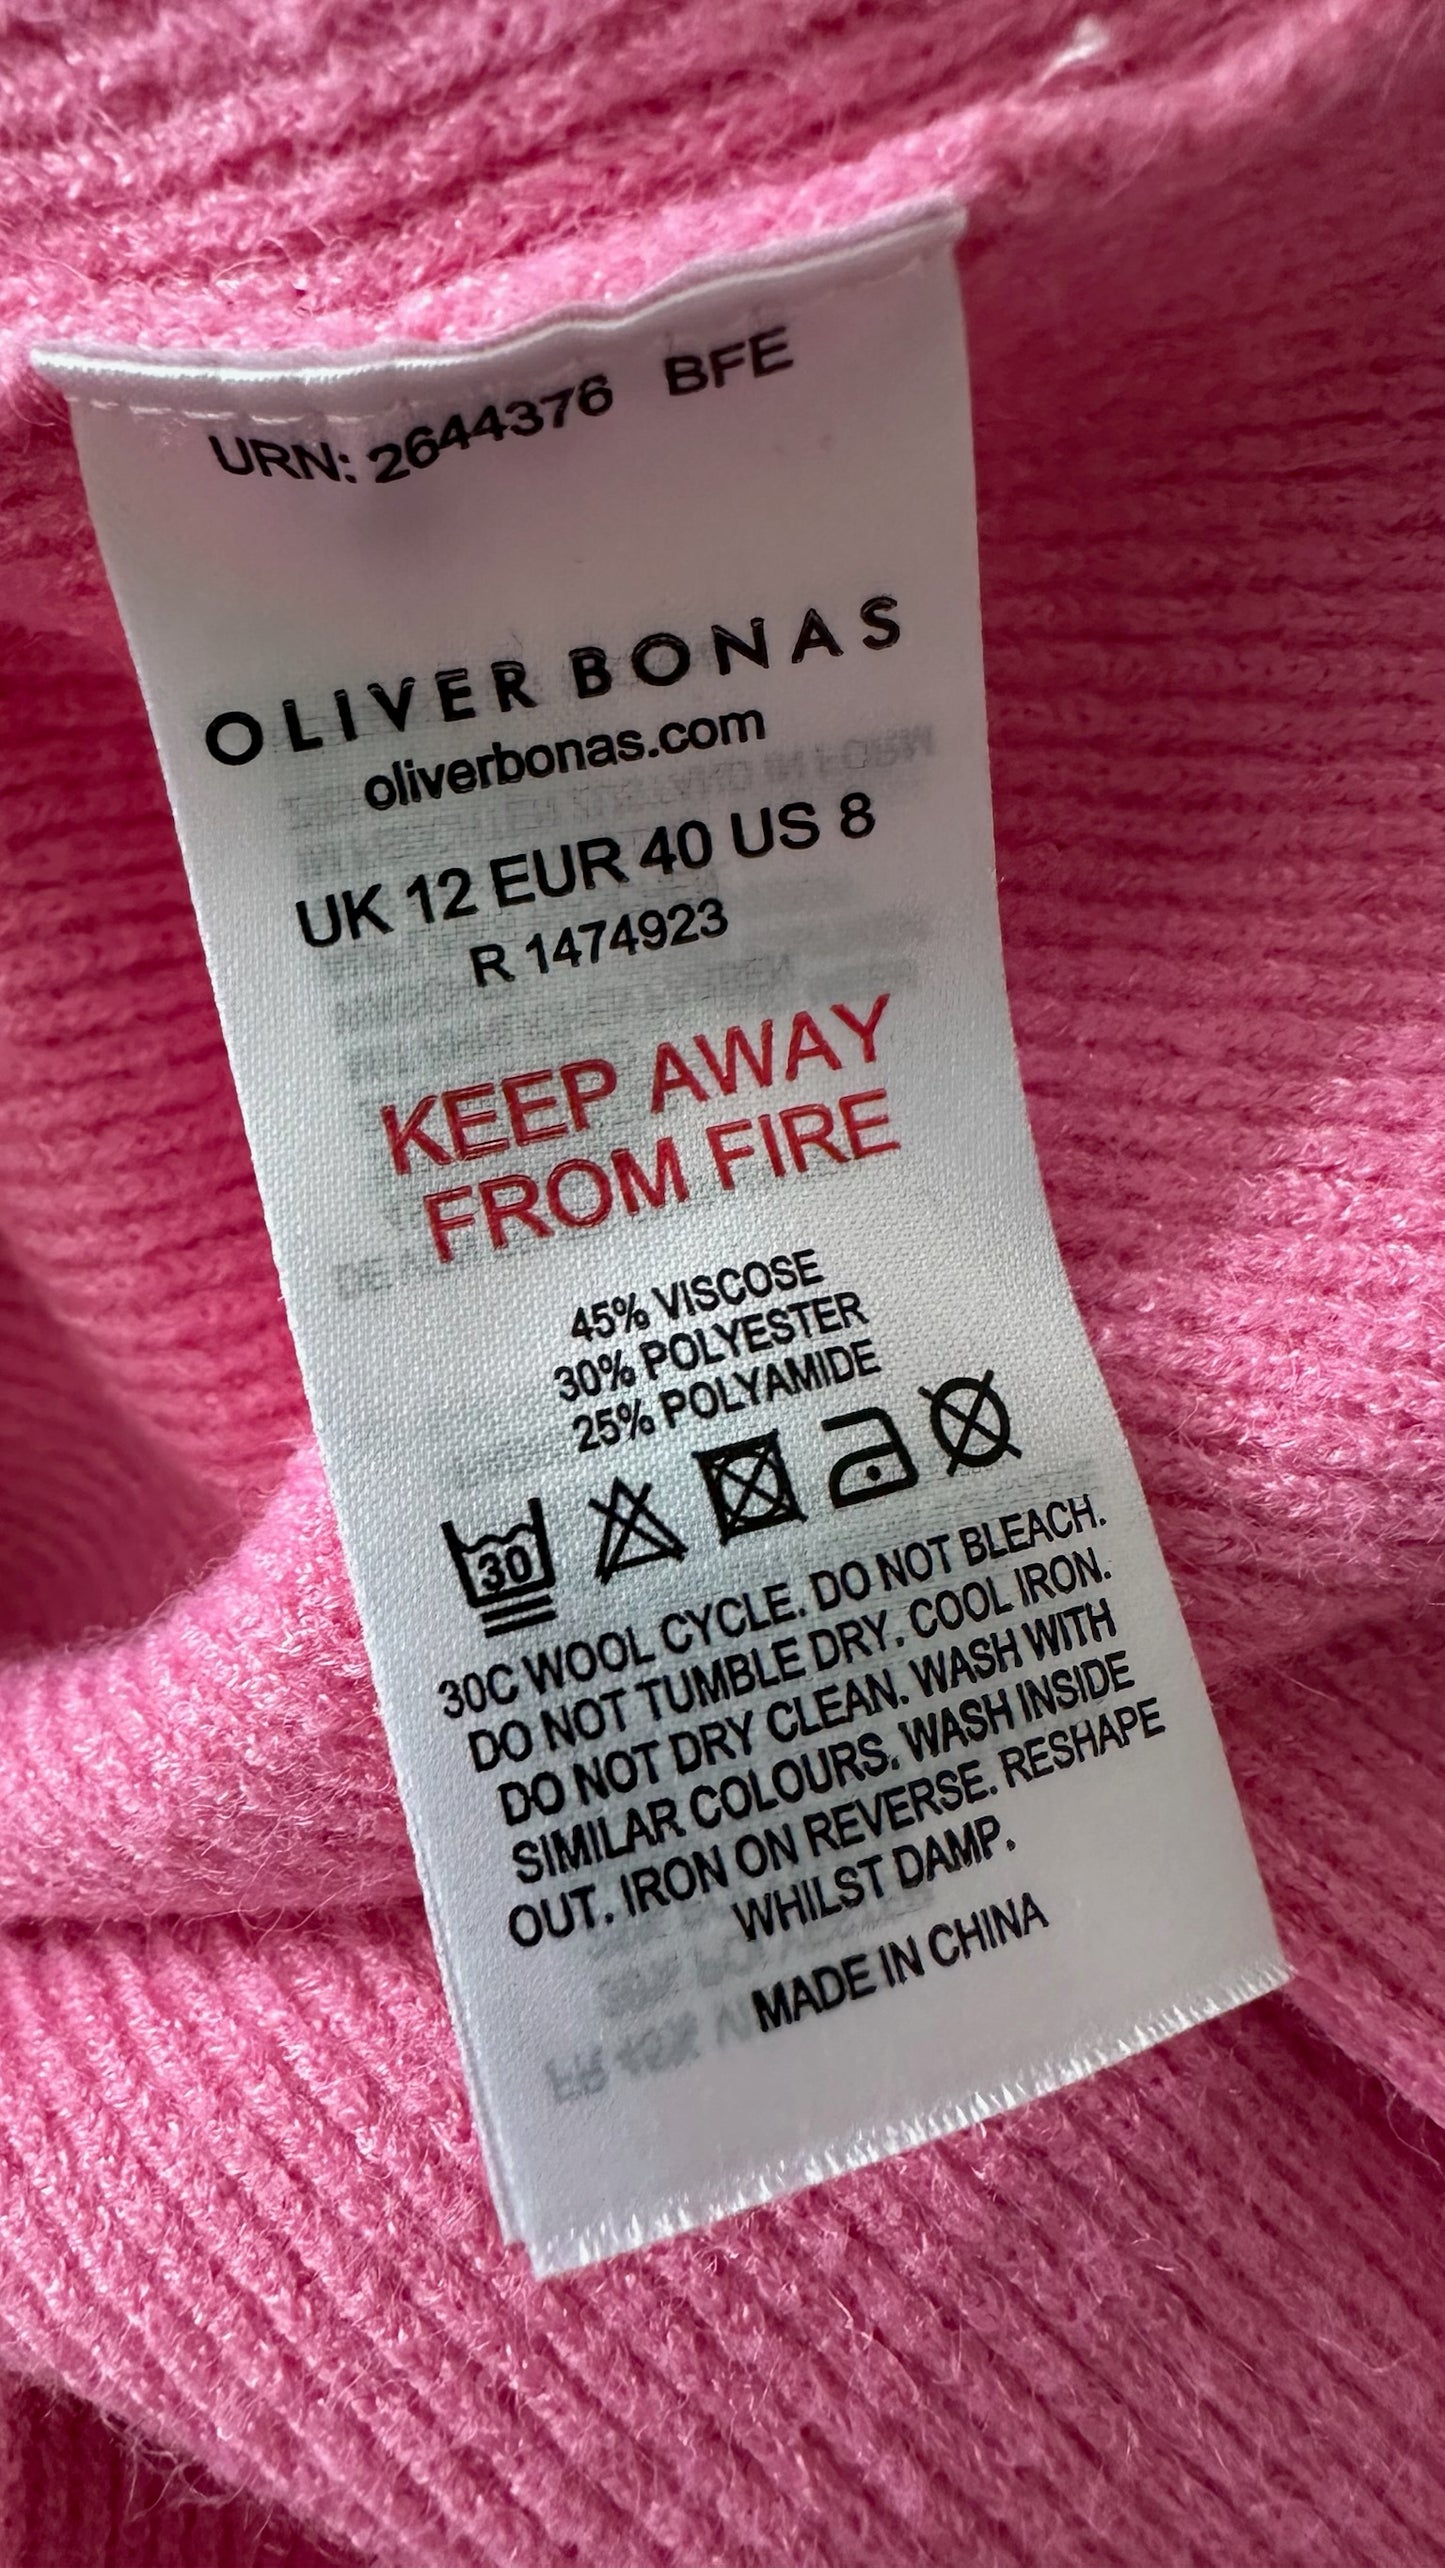 URN: 2644376 BFE
OLIVER BONAS
oliverbonas.com
UK 12 EUR 40 US 8
R 1474923
KEEP AWAY
FROM FIRE
45% VISCOSE
30% POLYESTER
25% POLYAMIDE
30
30C WOOL CYCLE. DO NOT BLEACH.
DO NOT TUMBLE DRY. COOL IRON.
DO NOT DRY CLEAN. WASH WITH
SIMILAR COLOURS. WASH INSIDE
OUT. IRON ON REVERSE. RESHAPE
WHILST DAMP.
MADE IN CHINA